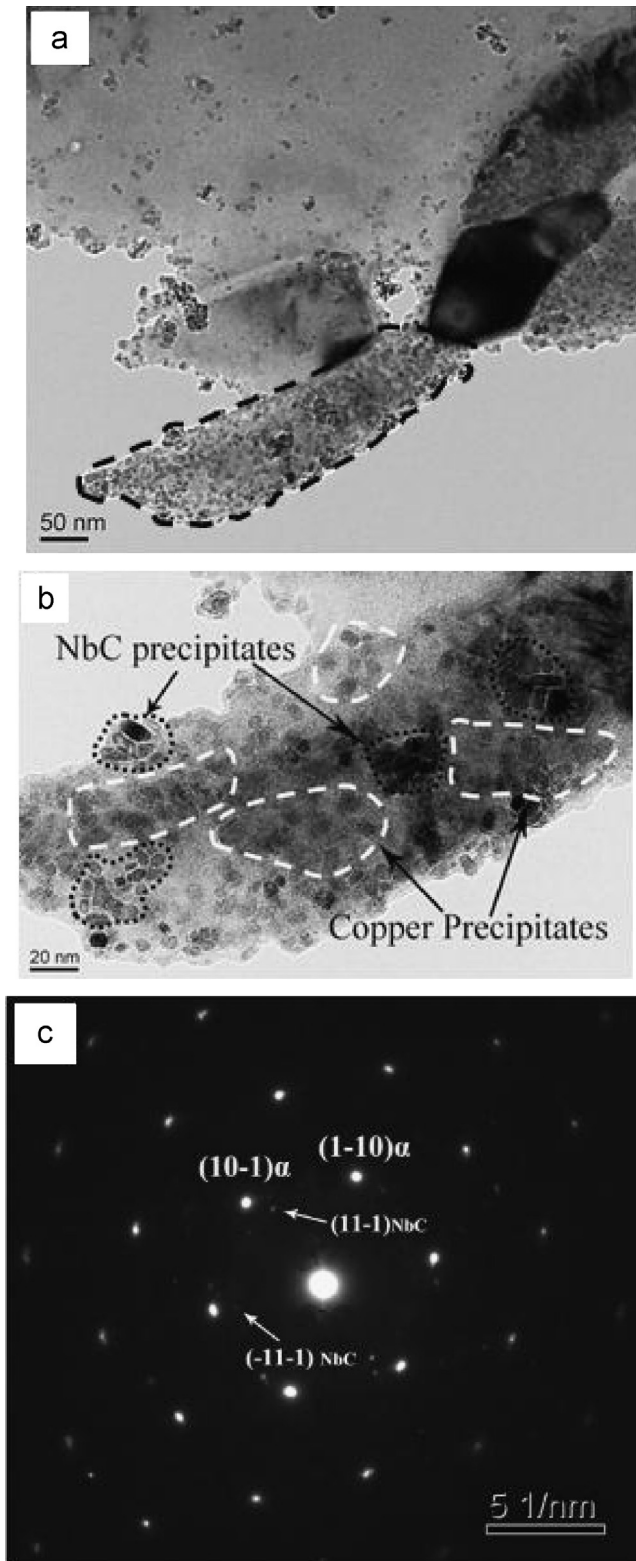 a
50 nm
b
NbC precipitates
Copper Precipitates
20 nm
c
(1-10)α
(10-1)α
(11-1)NbC
(-11-1) NbC
5 1/nm